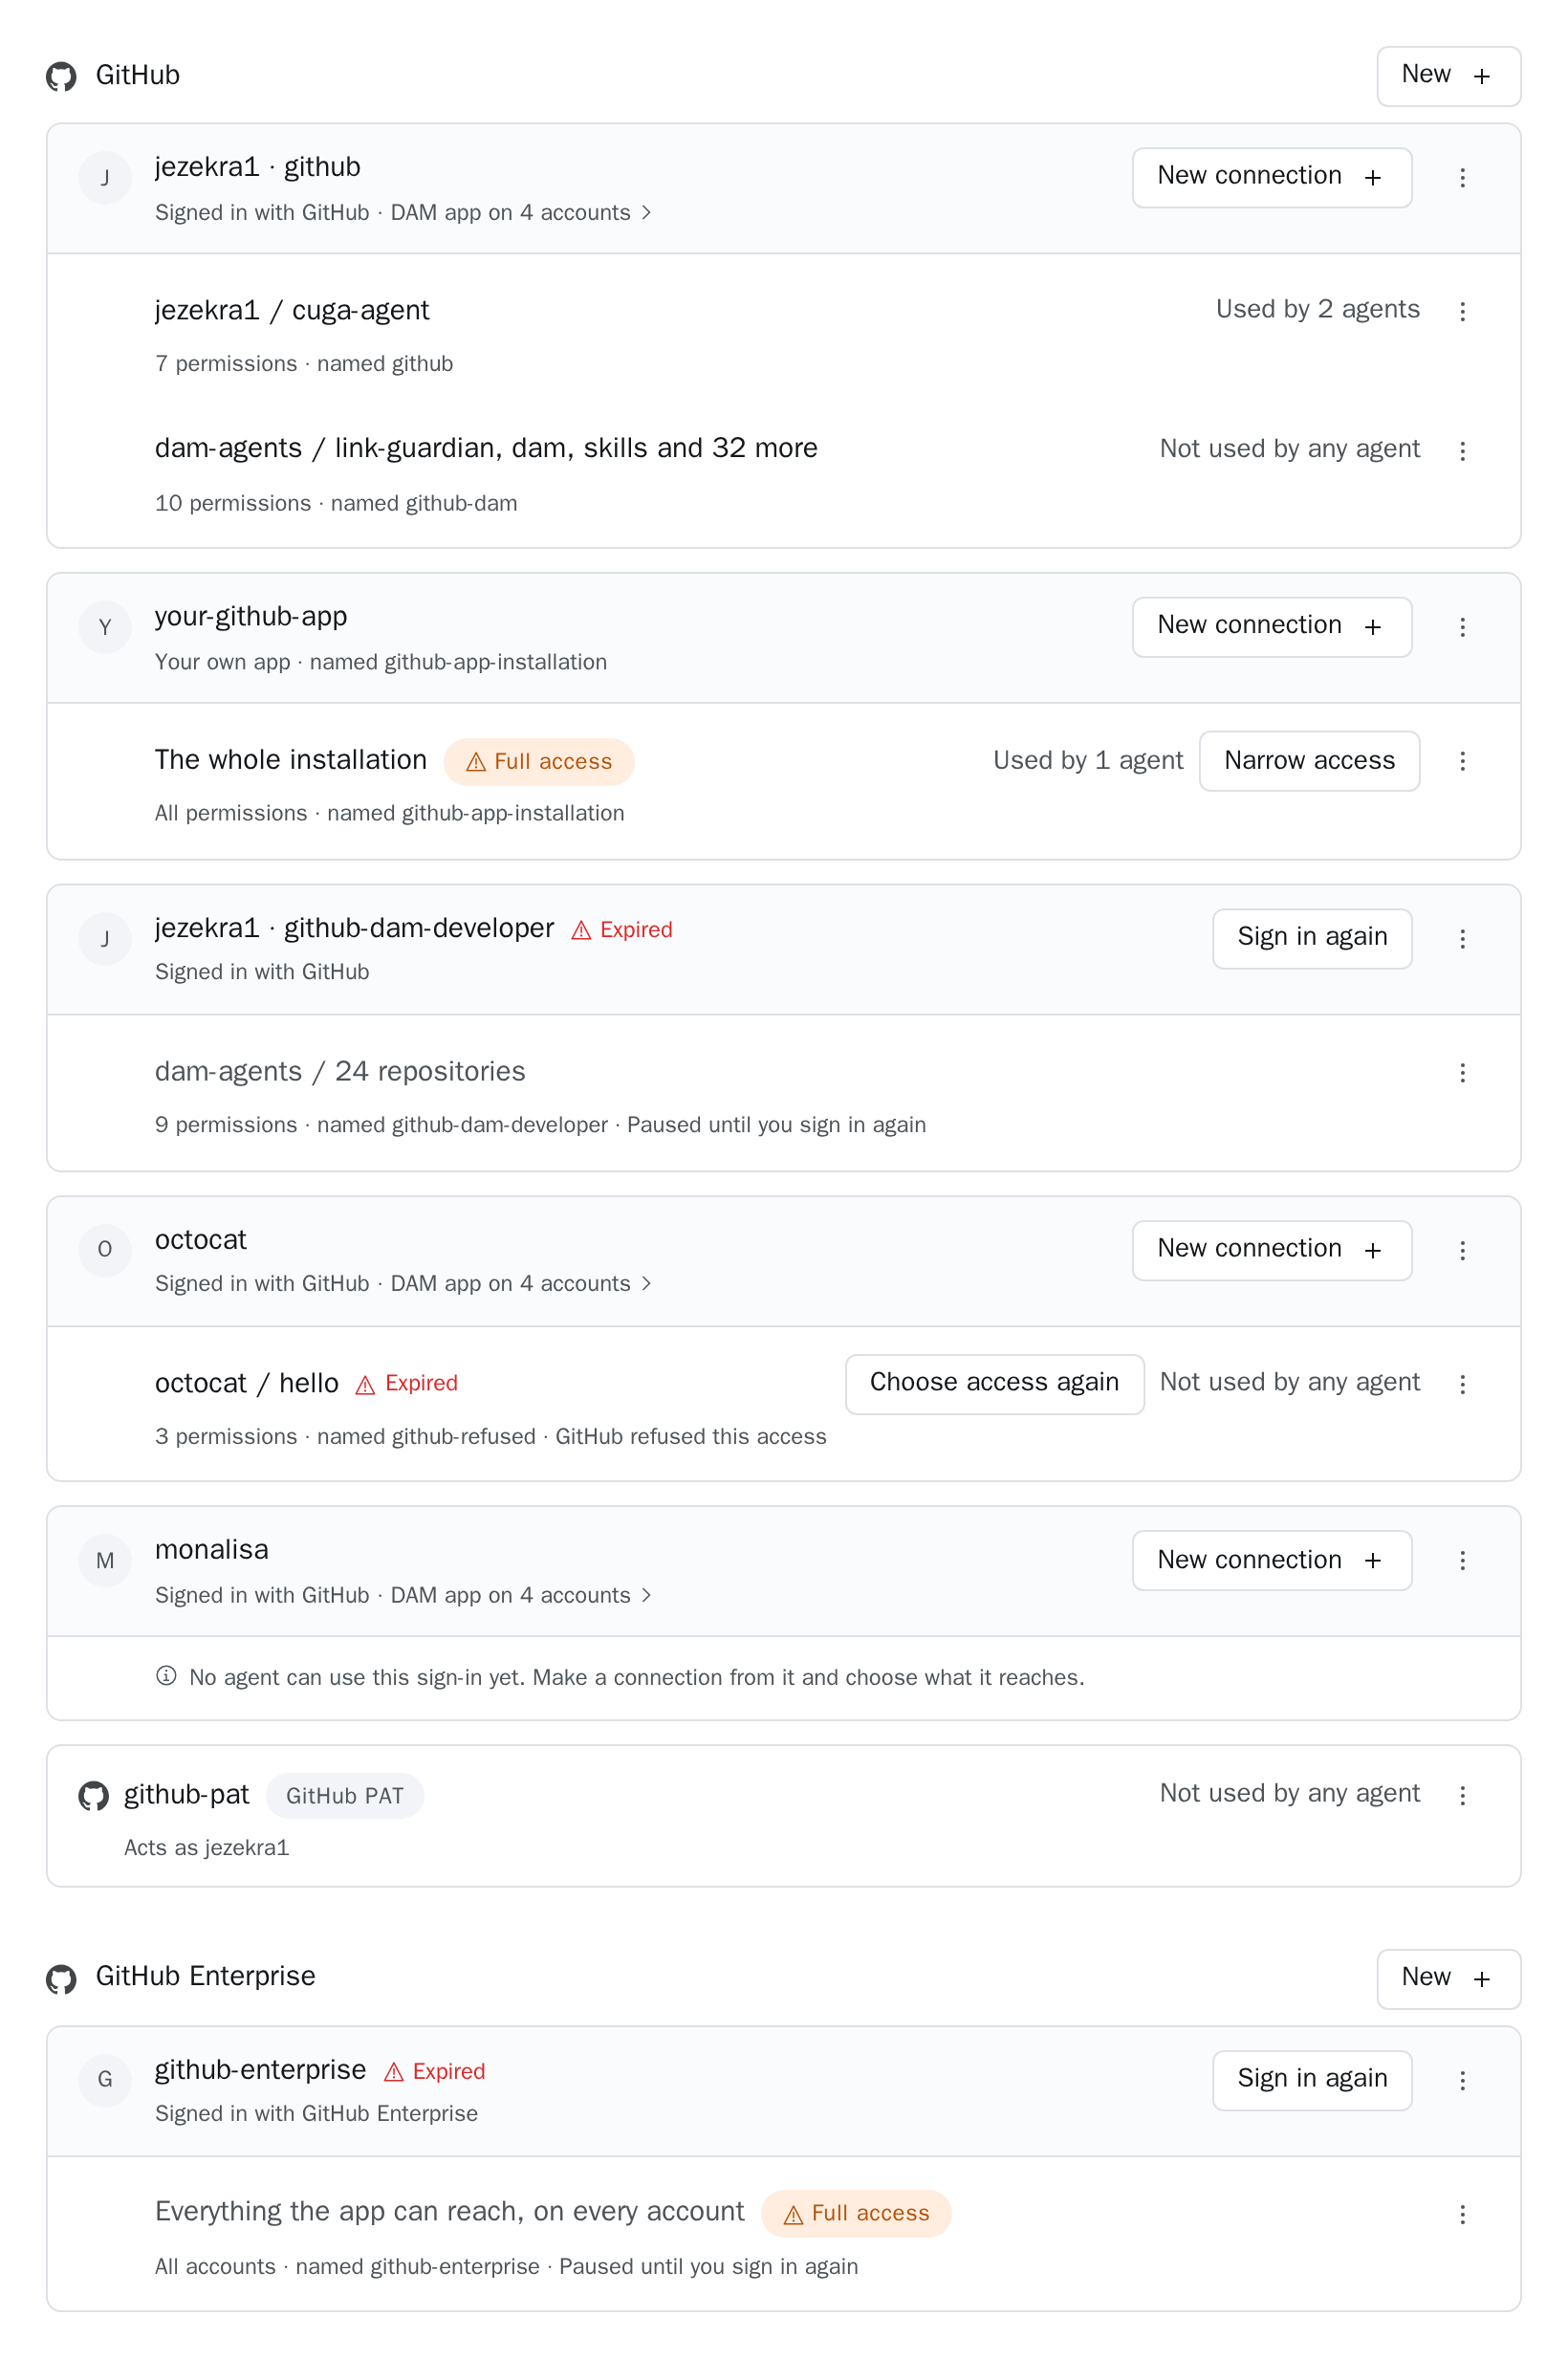 GitHub
New +
J
jezekra1 · github
New connection +
Signed in with GitHub · DAM app on 4 accounts >
jezekra1 / cuga-agent
Used by 2 agents
7 permissions · named github
dam-agents / link-guardian, dam, skills and 32 more
Not used by any agent
10 permissions · named github-dam
Y
your-github-app
New connection +
Your own app · named github-app-installation
The whole installation
Full access
Used by 1 agent
Narrow access
All permissions · named github-app-installation
J
jezekra1 · github-dam-developer
Expired
Sign in again
Signed in with GitHub
dam-agents / 24 repositories
9 permissions · named github-dam-developer · Paused until you sign in again
O
octocat
New connection +
Signed in with GitHub · DAM app on 4 accounts >
octocat / hello
Expired
Choose access again
Not used by any agent
3 permissions · named github-refused · GitHub refused this access
M
monalisa
New connection +
Signed in with GitHub · DAM app on 4 accounts >
No agent can use this sign-in yet. Make a connection from it and choose what it reaches.
github-pat
GitHub PAT
Not used by any agent
Acts as jezekra1
GitHub Enterprise
New +
G
github-enterprise
Expired
Sign in again
Signed in with GitHub Enterprise
Everything the app can reach, on every account
Full access
All accounts · named github-enterprise · Paused until you sign in again